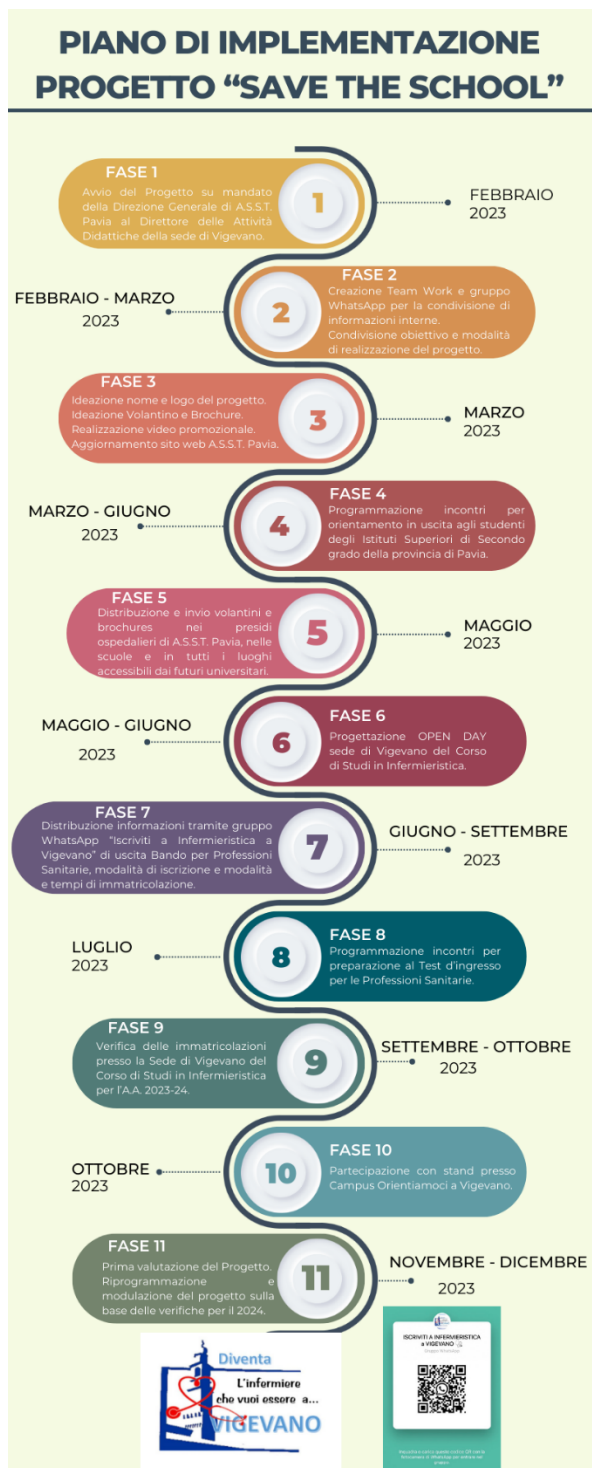 PIANO DI IMPLEMENTAZIONE
PROGETTO “SAVE THE SCHOOL”
FASE 1
Avvio del Progetto su mandato
della Direzione Generale di A.S.S.T.
Pavia al Direttore delle Attività
Didattiche della sede di Vigevano.
1
FEBBRAIO
2023
FEBBRAIO - MARZO
2023
2
FASE 2
Creazione Team Work e gruppo
WhatsApp per la condivisione di
informazioni interne.
Condivisione obiettivo e modalità
di realizzazione del progetto.
FASE 3
Ideazione nome e logo del progetto.
Ideazione Volantino e Brochure.
Realizzazione video promozionale.
Aggiornamento sito web A.S.S.T. Pavia.
3
MARZO
2023
MARZO - GIUGNO
2023
4
FASE 4
Programmazione incontri per
orientamento in uscita agli studenti
degli Istituti Superiori di Secondo
grado della provincia di Pavia.
FASE 5
Distribuzione e invio volantini e
brochures nei presidi
ospedalieri di A.S.S.T. Pavia, nelle
scuole e in tutti i luoghi
accessibili dai futuri universitari.
5
MAGGIO
2023
MAGGIO - GIUGNO
2023
6
FASE 6
Progettazione OPEN DAY
sede di Vigevano del Corso
di Studi in Infermieristica.
FASE 7
Distribuzione informazioni tramite gruppo
WhatsApp “Iscriviti a Infermieristica a
Vigevano” di uscita Bando per Professioni
Sanitarie, modalità di iscrizione e modalità
e tempi di immatricolazione.
7
GIUGNO - SETTEMBRE
2023
LUGLIO
2023
8
FASE 8
Programmazione incontri per
preparazione al Test d’ingresso
per le Professioni Sanitarie.
FASE 9
Verifica delle immatricolazioni
presso la Sede di Vigevano del
Corso di Studi in Infermieristica
per l’A.A. 2023-24.
9
SETTEMBRE - OTTOBRE
2023
OTTOBRE
2023
10
FASE 10
Partecipazione con stand presso
Campus Orientiamoci a Vigevano.
FASE 11
Prima valutazione del Progetto.
Riprogrammazione e
modulazione del progetto sulla
base delle verifiche per il 2024.
11
NOVEMBRE - DICEMBRE
2023
Diventa
L'infermiere
che vuoi essere a...
VIGEVANO
ISCRIVITI A INFERMIERISTICA
a VIGEVANO